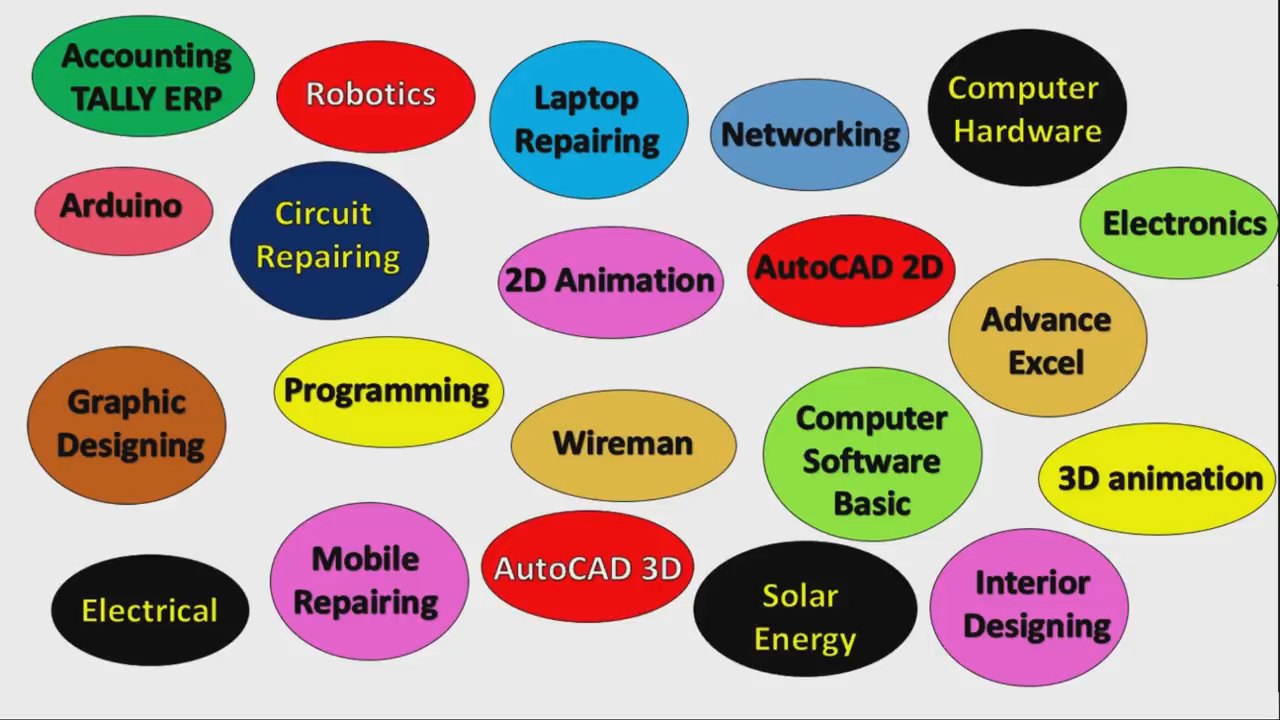 Accounting
TALLY ERP
Robotics
Laptop
Repairing
Networking
Computer
Hardware
Arduino
Circuit
Repairing
2D Animation
AutoCAD 2D
Electronics
Advance
Excel
Graphic
Designing
Programming
Wireman
Computer
Software
Basic
3D animation
Electrical
Mobile
Repairing
AutoCAD 3D
Solar
Energy
Interior
Designing